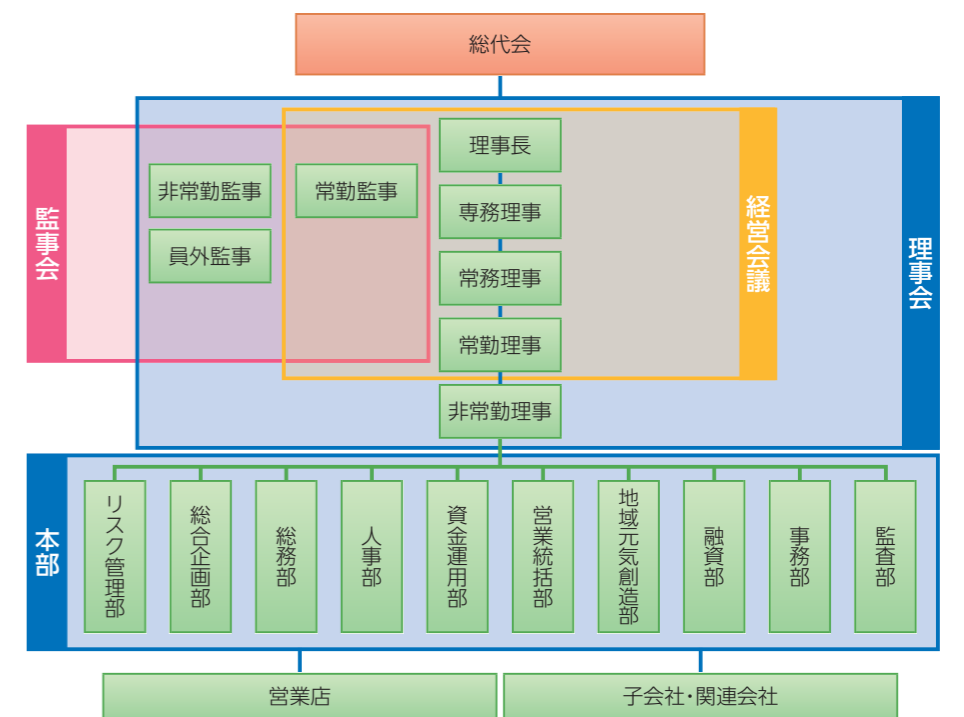 総代会
理事会
経営会議
監事会
理事長
非常勤監事
常勤監事
専務理事
員外監事
常務理事
常勤理事
非常勤理事
本部
リスク管理部
総合企画部
総務部
人事部
資金運用部
営業統括部
地域元気創造部
融資部
事務部
監査部
営業店
子会社・関連会社